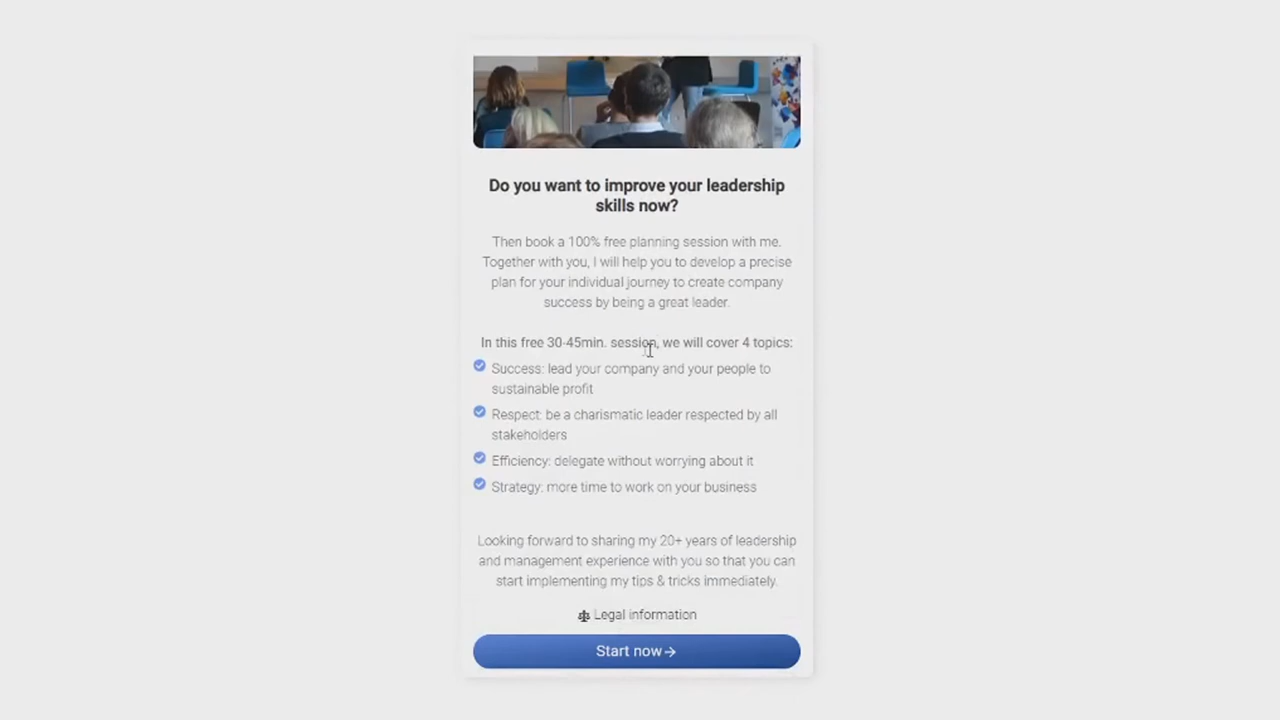 Do you want to improve your leadership
skills now?
Then book a 100% free planning session with me.
Together with you, I will help you to develop a precise
plan for your individual journey to create company
success by being a great leader.
In this free 30-45min. session, we will cover 4 topics:
Success: lead your company and your people to
sustainable profit
Respect: be a charismatic leader respected by all
stakeholders
Efficiency: delegate without worrying about it
Strategy: more time to work on your business
Looking forward to sharing my 20+ years of leadership
and management experience with you so that you can
start implementing my tips & tricks immediately.
Legal information
Start now→